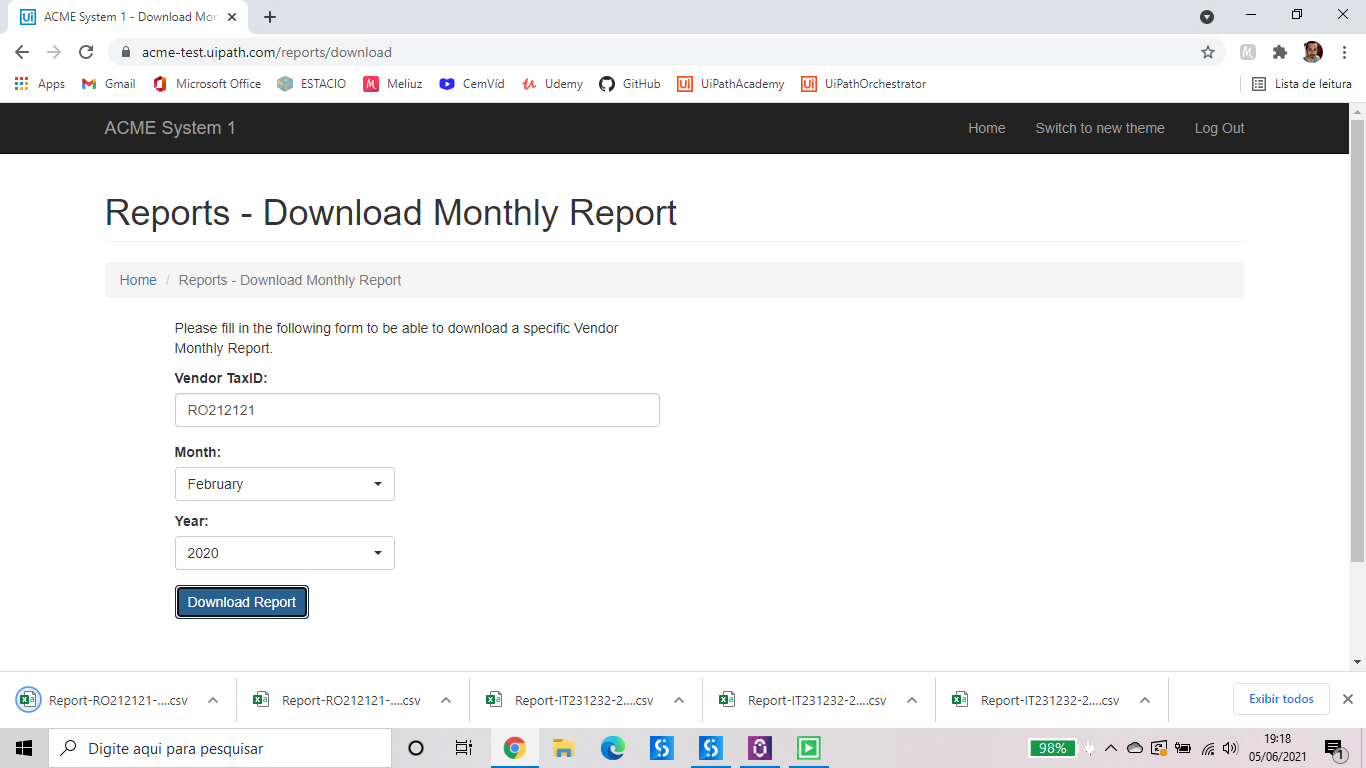 ACME System 1 - Download Mon
acme-test.uipath.com/reports/download
Apps Gmail Microsoft Office ESTACIO Meliuz CemVíd Udemy GitHub UiPathAcademy UiPathOrchestrator Lista de leitura
ACME System 1 Home Switch to new theme Log Out
Reports - Download Monthly Report
Home / Reports - Download Monthly Report
Please fill in the following form to be able to download a specific Vendor
Monthly Report.
Vendor TaxID:
RO212121
Month:
February
Year:
2020
Download Report
Report-RO212121-....csv Report-RO212121-....csv Report-IT231232-2....csv Report-IT231232-2....csv Report-IT231232-2....csv Exibir todos
Digite aqui para pesquisar 98% 19:18
05/06/2021 1